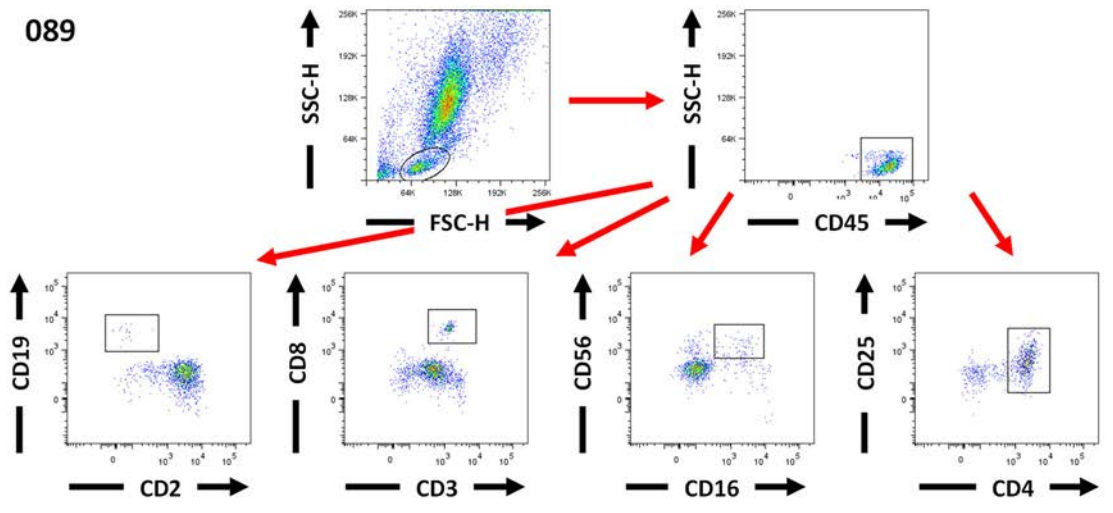 089
SSC-H
256K
192K
128K
64K
64K 128K 192K 256K
FSC-H
SSC-H
256K
192K
128K
64K
0 10⁴ 10⁵
CD45
CD19
10⁵
10⁴
10³
0
0 10³ 10⁴ 10⁵
CD2
CD8
10⁵
10⁴
10³
0
0 10³ 10⁴ 10⁵
CD3
CD56
10⁵
10⁴
10³
0
0 10³ 10⁴ 10⁵
CD16
CD25
10⁵
10⁴
10³
0
0 10³ 10⁴ 10⁵
CD4